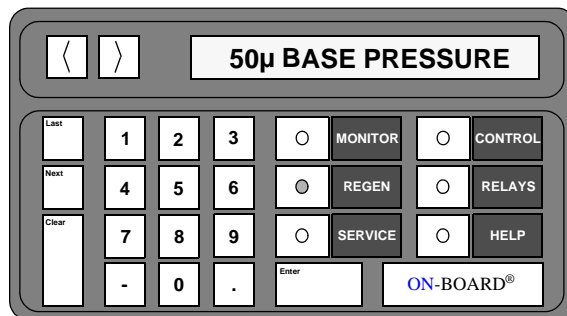 〈 〉 50µ BASE PRESSURE
Last 1 2 3 MONITOR CONTROL
Next 4 5 6 REGEN RELAYS
Clear 7 8 9 SERVICE HELP
- 0 . Enter ON-BOARD®